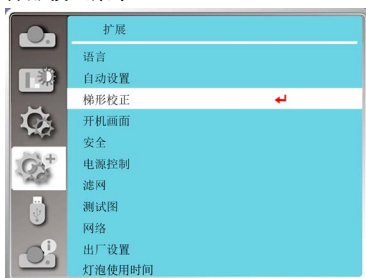 扩展
语言
自动设置
梯形校正
开机画面
安全
电源控制
滤网
测试图
网络
出厂设置
灯泡使用时间